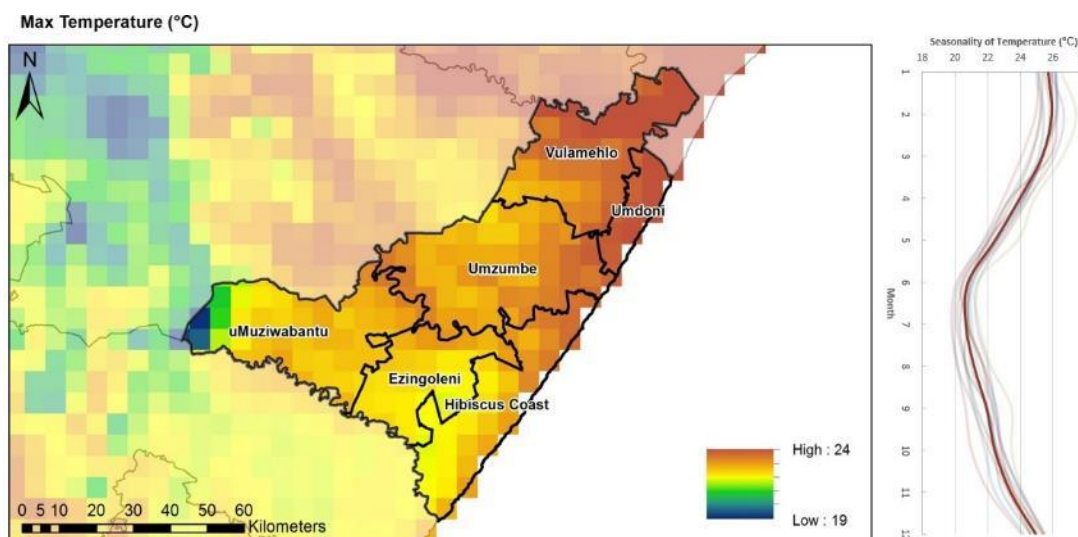 Max Temperature (°C)
N
Vulamehlo
Umdoni
Umzumbe
uMuziwabantu
Ezingoleni
Hibiscus Coast
High : 24
Low : 19
0 5 10 20 30 40 50 60
Kilometers
Seasonality of Temperature (°C)
18 20 22 24 26
1
2
3
4
5
6
7
8
9
10
11
12
Month